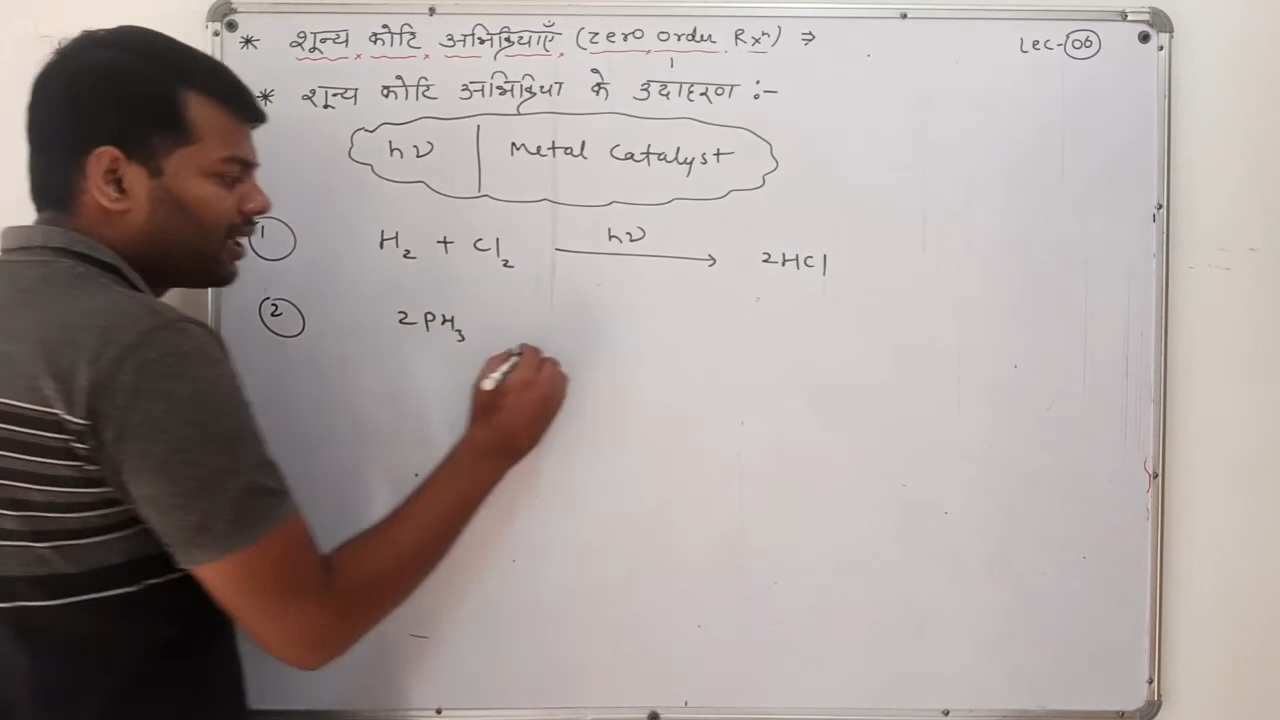 * शून्य कोटि अभिक्रियाएँ (zero order Rxⁿ) ⇒
Lec-06
* शून्य कोटि अभिक्रिया के उदाहरण :-
hν | Metal Catalyst
1 H₂ + Cl₂ hν → 2HCl
2 2PH₃